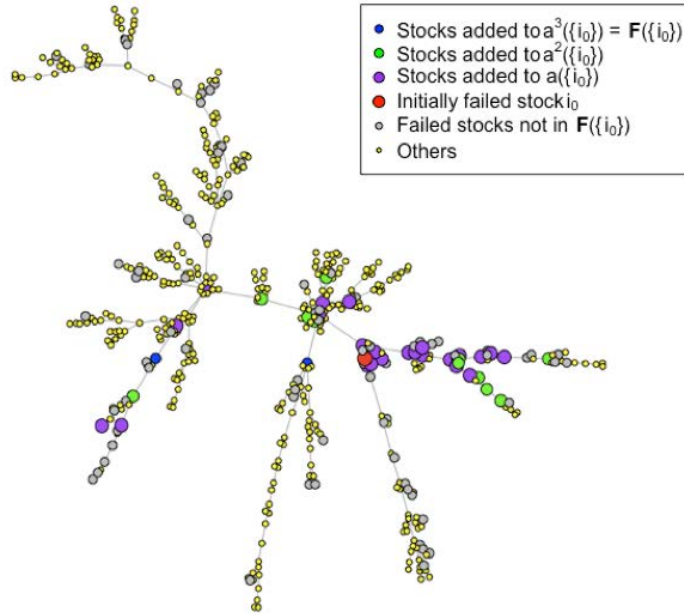 Stocks added to a³({i₀}) = F({i₀})
Stocks added to a²({i₀})
Stocks added to a({i₀})
Initially failed stock i₀
Failed stocks not in F({i₀})
Others